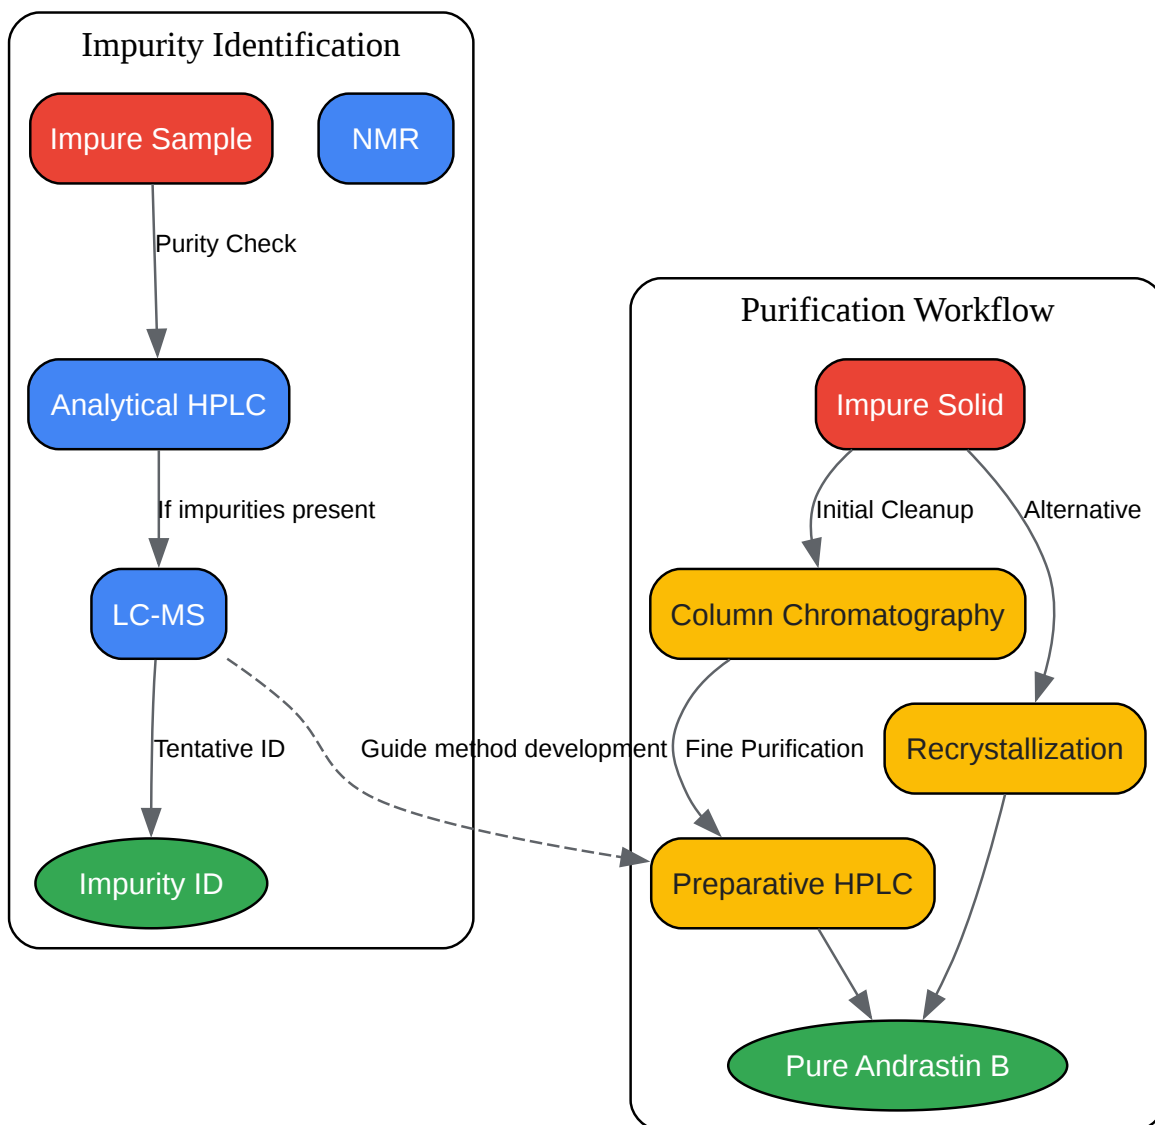 Impurity Identification
Impure Sample
NMR
Purity Check
Analytical HPLC
If impurities present
LC-MS
Tentative ID
Guide method development
Impurity ID
Purification Workflow
Impure Solid
Initial Cleanup
Alternative
Column Chromatography
Fine Purification
Recrystallization
Preparative HPLC
Pure Andrastin B